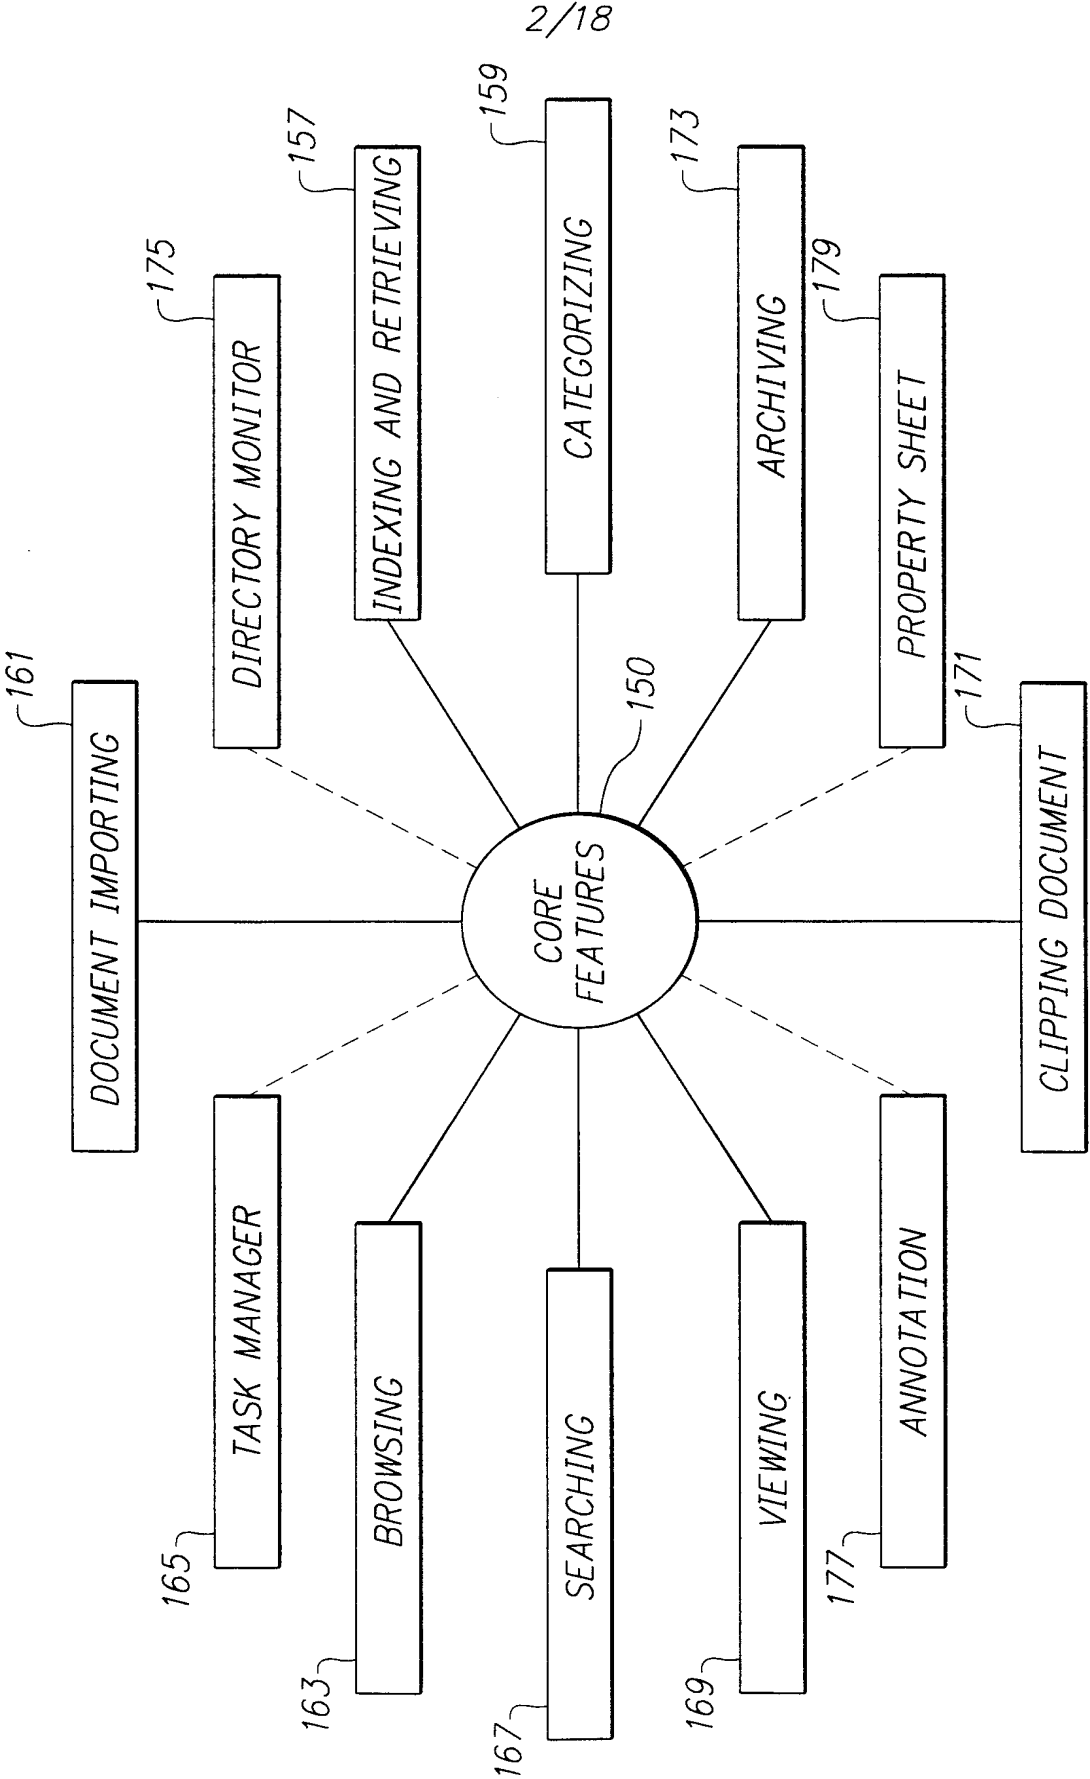 2/18
161
DOCUMENT IMPORTING
165
TASK MANAGER
DIRECTORY MONITOR
175
163
BROWSING
INDEXING AND RETRIEVING
157
167
SEARCHING
CORE
FEATURES
150
CATEGORIZING
159
169
VIEWING
ARCHIVING
173
177
ANNOTATION
PROPERTY SHEET
179
CLIPPING DOCUMENT
171